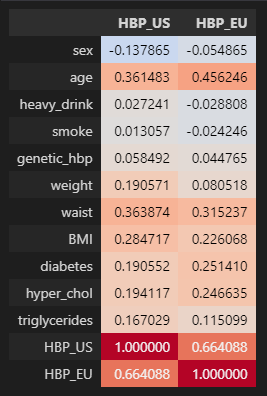 HBP_US HBP_EU
sex -0.137865 -0.054865
age 0.361483 0.456246
heavy_drink 0.027241 -0.028808
smoke 0.013057 -0.024246
genetic_hbp 0.058492 0.044765
weight 0.190571 0.080518
waist 0.363874 0.315237
BMI 0.284717 0.226068
diabetes 0.190552 0.251410
hyper_chol 0.194117 0.246635
triglycerides 0.167029 0.115099
HBP_US 1.000000 0.664088
HBP_EU 0.664088 1.000000